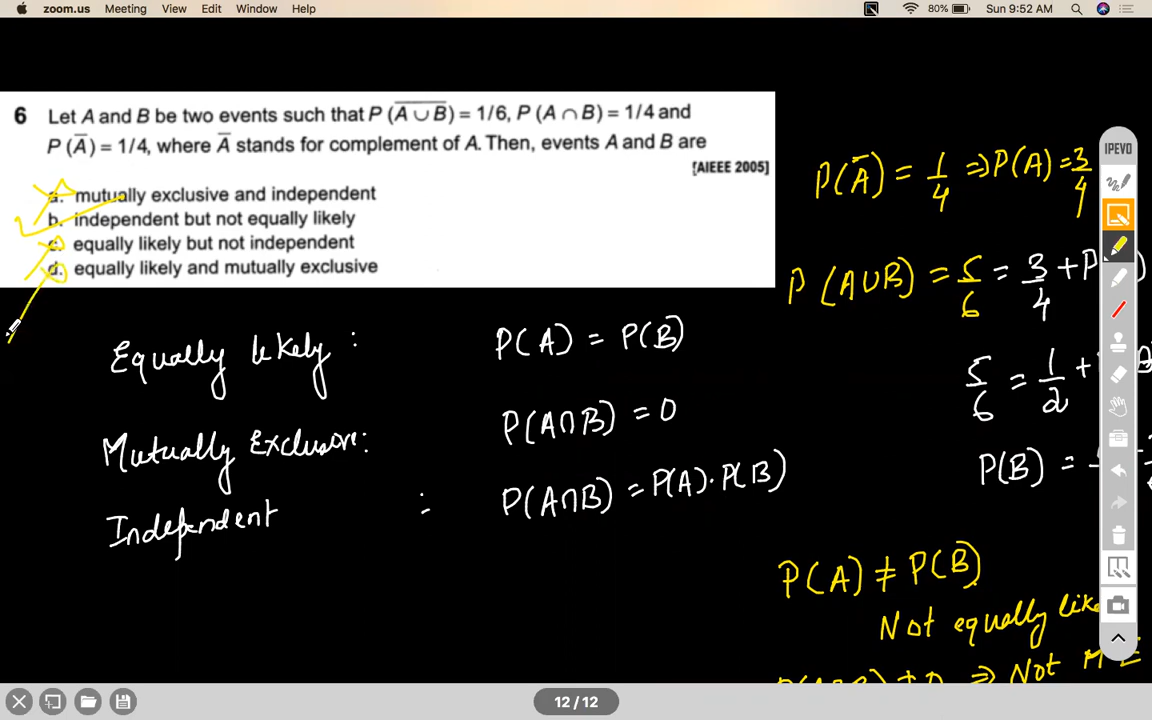 zoom.us Meeting View Edit Window Help 80% Sun 9:52 AM
6 Let A and B be two events such that P (\overline{A ∪ B}) = 1/6, P (A ∩ B) = 1/4 and
P (Ā) = 1/4, where Ā stands for complement of A. Then, events A and B are
[AIEEE 2005]
a. mutually exclusive and independent
b. independent but not equally likely
c. equally likely but not independent
d. equally likely and mutually exclusive
P(Ā) = 1/4 ⇒ P(A) = 3/4
P(A∪B) = 5/6 = 3/4 + P
5/6 = 1/2 +
P(B) =
Equally likely : P(A) = P(B)
Mutually Exclusive: P(A∩B) = 0
Independent : P(A∩B) = P(A)·P(B)
P(A) ≠ P(B)
Not equally
⇒ Not M E
IPEVO
12 / 12